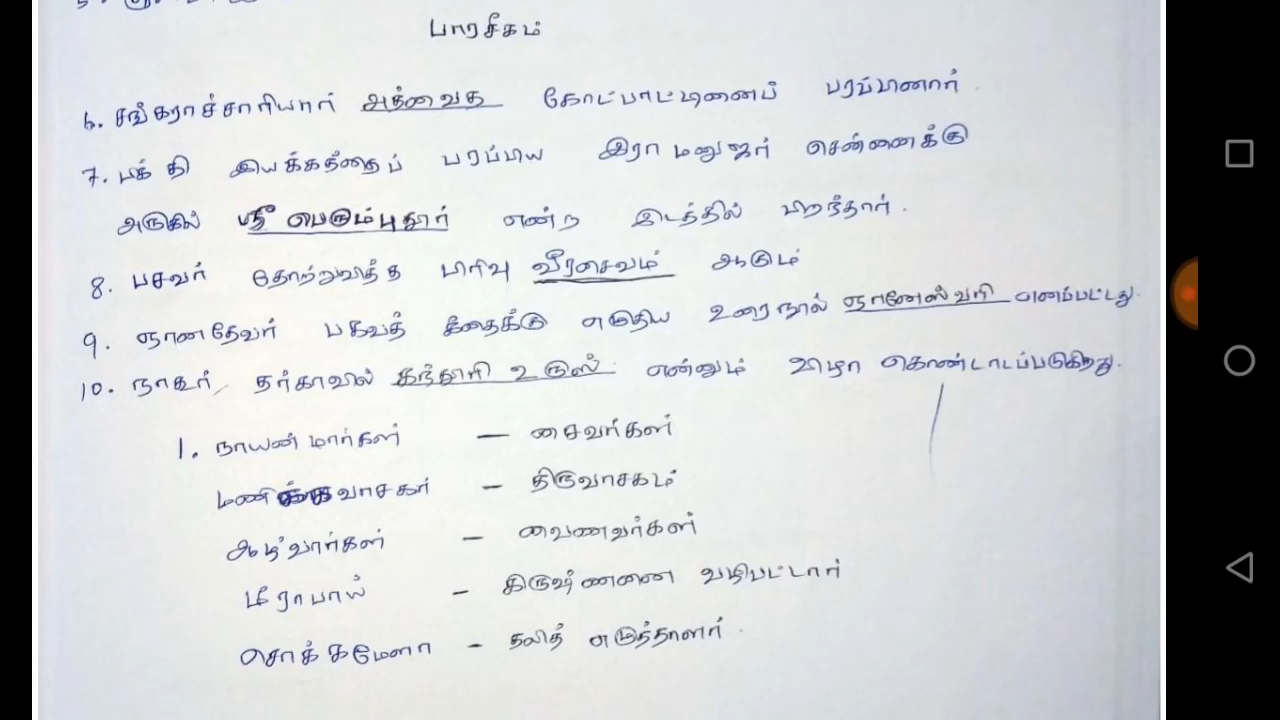 பாரசீகம்
6. சங்கராச்சாரியார் அத்வைத கோட்பாட்டினைப் பரப்பினார்.
7. பக்தி இயக்கத்தைப் பரப்பிய இராமனுஜர் சென்னைக்கு
அருகில் ஸ்ரீ பெரும்புதூர் என்ற இடத்தில் பிறந்தார்.
8. பசவர் தோற்றுவித்த பிரிவு வீரசைவம் ஆகும்
9. ஞானதேவர் பகவத் கீதைக்கு எழுதிய உரைநூல் ஞானேஸ்வரி எனப்பட்டது.
10. நாகூர் தர்காவில் கந்தூரி உருஸ் என்னும் விழா கொண்டாடப்படுகிறது.
1. நாயன்மார்கள் – சைவர்கள்
மணிக்கவாசகர் – திருவாசகம்
ஆழ்வார்கள் – வைணவர்கள்
மீராபாய் – கிருஷ்ணனை வழிபட்டார்
சொக்கமேளா – தலித் எழுத்தாளர்.